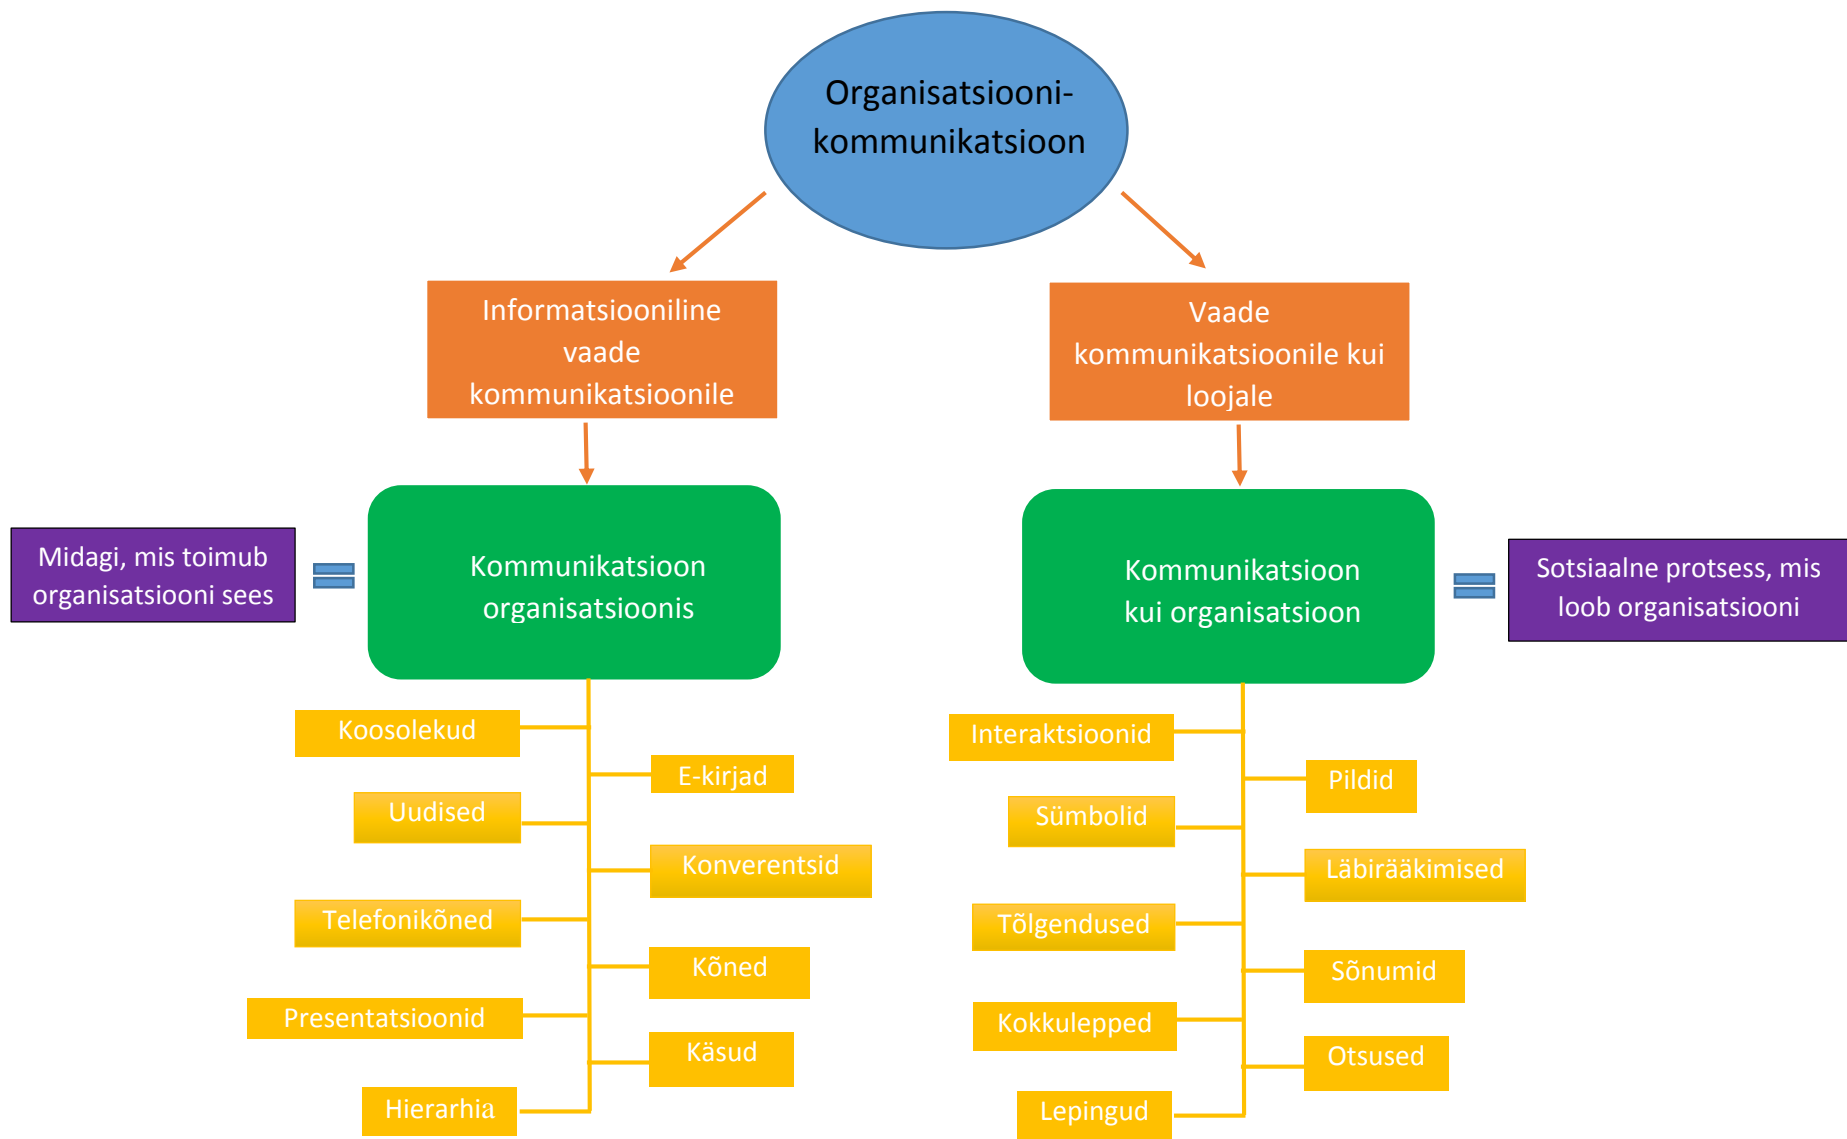 Organisatsiooni-
kommunikatsioon
Informatsiooniline
vaade
kommunikatsioonile
Vaade
kommunikatsioonile kui
loojale
Midagi, mis toimub
organisatsiooni sees
Kommunikatsioon
organisatsioonis
Kommunikatsioon
kui organisatsioon
Sotsiaalne protsess, mis
loob organisatsiooni
Koosolekud
E-kirjad
Uudised
Konverentsid
Telefonikõned
Kõned
Presentatsioonid
Käsud
Hierarhia
Interaktsioonid
Pildid
Sümbolid
Läbirääkimised
Tõlgendused
Sõnumid
Kokkulepped
Otsused
Lepingud